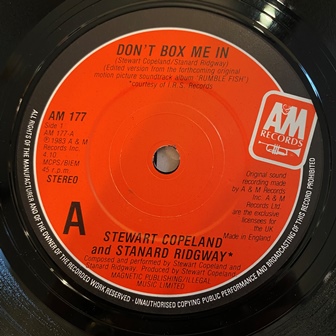 DON'T BOX ME IN
(Stewart Copeland/Stanard Ridgway)
(Edited version from the forthcoming original
motion picture soundtrack album "RUMBLE FISH")
*courtesy of I.R.S. Records
AM 177
Side 1
AM 177-A
℗1983 A & M
Records Inc.
4.10
MCPS/BIEM
45 r.p.m.
STEREO
A&M
RECORDS
Original sound
recording made
by A & M Records
Inc. A & M
Records Ltd.
are the exclusive
licensees for
the UK
Made in England
A
STEWART COPELAND
and STANARD RIDGWAY*
Composed and performed by Stewart Copeland and
Stanard Ridgway. Produced by Stewart Copeland
MAGNETIC PUBLISHING/ILLEGAL
MUSIC LIMITED
ALL RIGHTS OF THE MANUFACTURER AND OF THE OWNER OF THE RECORDED WORK RESERVED - UNAUTHORISED COPYING PUBLIC PERFORMANCE AND BROADCASTING OF THIS RECORD PROHIBITED